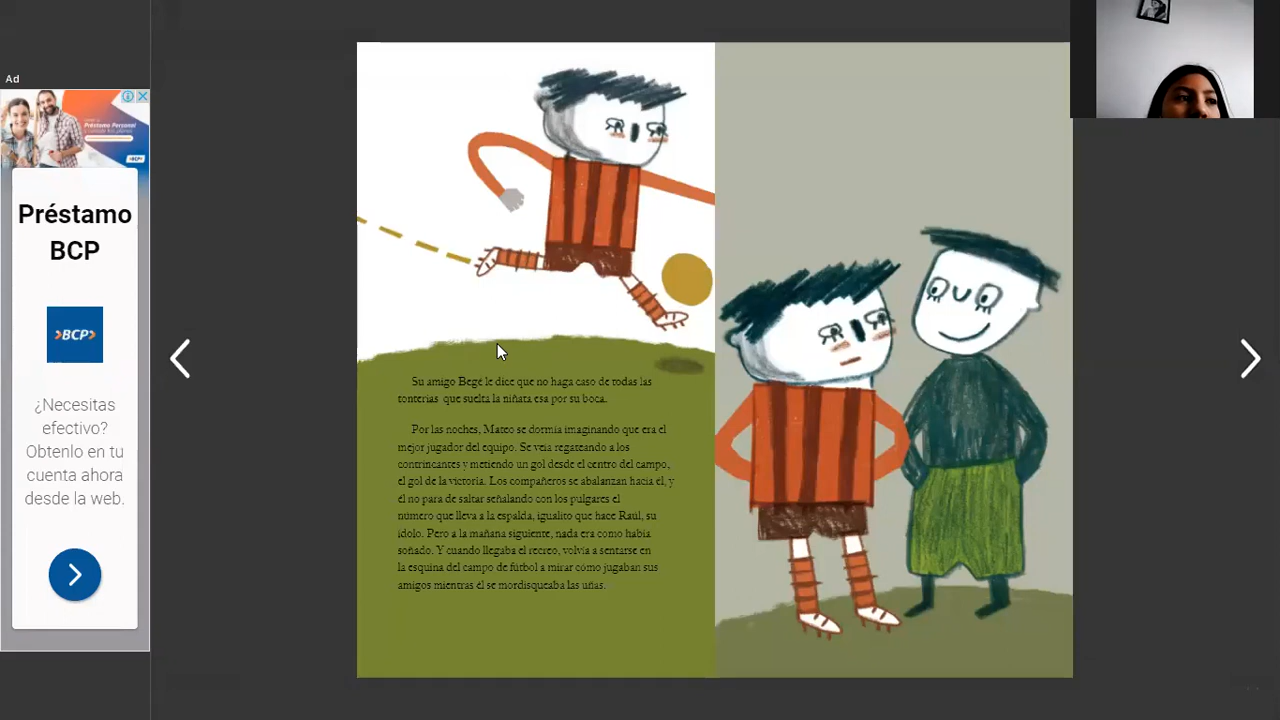 Ad
Préstamo Personal
BCP
Préstamo
BCP
BCP
¿Necesitas
efectivo?
Obtenlo en tu
cuenta ahora
desde la web.
Su amigo Begé le dice que no haga caso de todas las
tonterías que suelta la niñata esa por su boca.
Por las noches, Mateo se dormía imaginando que era el
mejor jugador del equipo. Se veía regateando a los
contrincantes y metiendo un gol desde el centro del campo,
el gol de la victoria. Los compañeros se abalanzan hacia él, y
él no para de saltar señalando con los pulgares el
número que lleva a la espalda, igualito que hace Raúl, su
ídolo. Pero a la mañana siguiente, nada era como había
soñado. Y cuando llegaba el recreo, volvía a sentarse en
la esquina del campo de fútbol a mirar cómo jugaban sus
amigos mientras él se mordisqueaba las uñas.